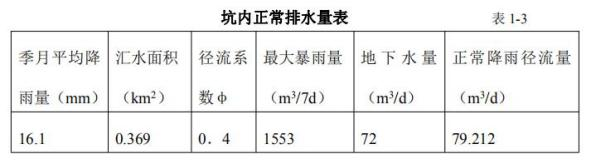 坑内正常排水量表 表 1-3
季月平均降雨量（mm） 汇水面积（km²） 径流系数φ 最大暴雨量（m³/7d） 地下水量（m³/d） 正常降雨径流量（m³/d）
16.1 0.369 0．4 1553 72 79.212